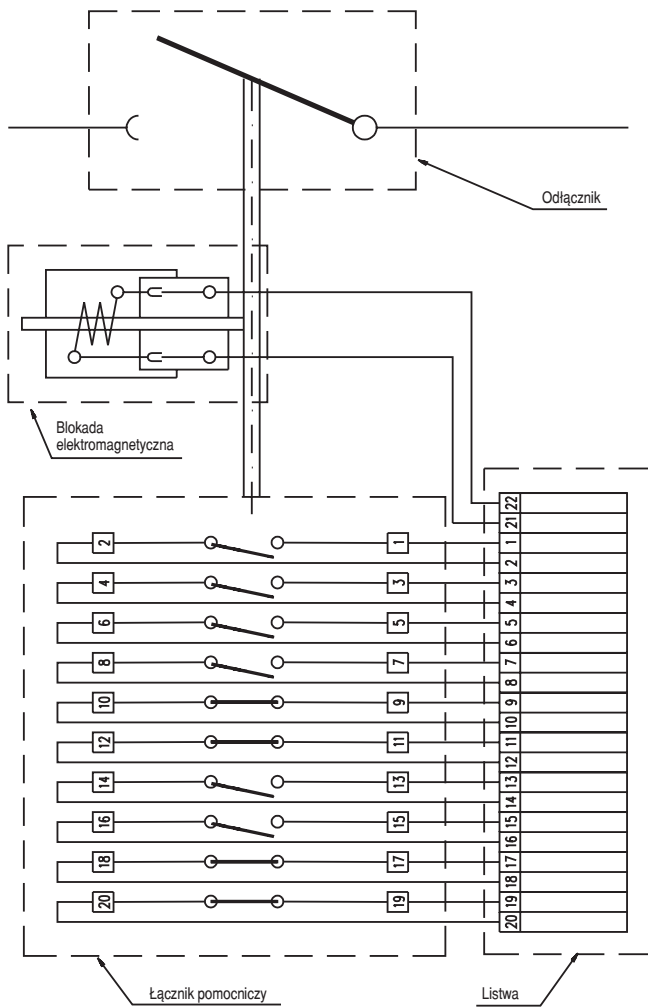 Odłącznik
Blokada
elektromagnetyczna
22
21
2 1 1
2
4 3 3
4
6 5 5
6
8 7 7
8
10 9 9
10
12 11 11
12
14 13 13
14
16 15 15
16
18 17 17
18
20 19 19
20
Łącznik pomocniczy
Listwa